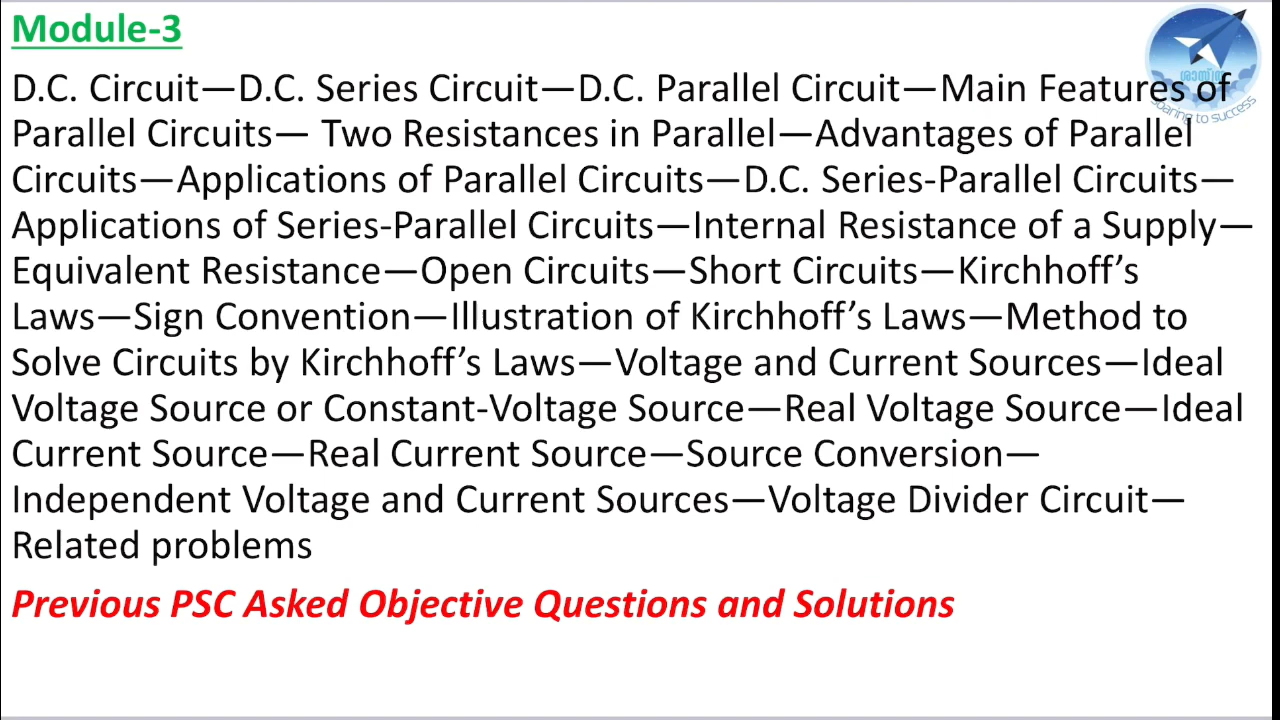 Module-3
D.C. Circuit—D.C. Series Circuit—D.C. Parallel Circuit—Main Features of
Parallel Circuits— Two Resistances in Parallel—Advantages of Parallel
Circuits—Applications of Parallel Circuits—D.C. Series-Parallel Circuits—
Applications of Series-Parallel Circuits—Internal Resistance of a Supply—
Equivalent Resistance—Open Circuits—Short Circuits—Kirchhoff’s
Laws—Sign Convention—Illustration of Kirchhoff’s Laws—Method to
Solve Circuits by Kirchhoff’s Laws—Voltage and Current Sources—Ideal
Voltage Source or Constant-Voltage Source—Real Voltage Source—Ideal
Current Source—Real Current Source—Source Conversion—
Independent Voltage and Current Sources—Voltage Divider Circuit—
Related problems
Previous PSC Asked Objective Questions and Solutions
to success